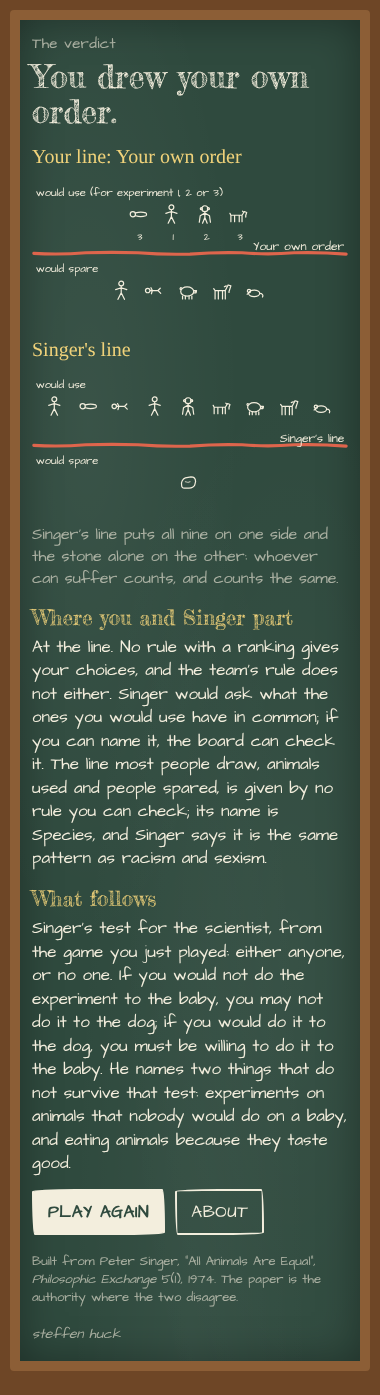 The verdict
You drew your own
order.
Your line: Your own order
would use (for experiment 1, 2 or 3)
3 1 2 3
Your own order
would spare
Singer's line
would use
Singer's line
would spare
Singer's line puts all nine on one side and
the stone alone on the other: whoever
can suffer counts, and counts the same.
Where you and Singer part
At the line. No rule with a ranking gives
your choices, and the team's rule does
not either. Singer would ask what the
ones you would use have in common; if
you can name it, the board can check
it. The line most people draw, animals
used and people spared, is given by no
rule you can check; its name is
Species, and Singer says it is the same
pattern as racism and sexism.
What follows
Singer's test for the scientist, from
the game you just played: either anyone,
or no one. If you would not do the
experiment to the baby, you may not
do it to the dog; if you would do it to
the dog, you must be willing to do it to
the baby. He names two things that do
not survive that test: experiments on
animals that nobody would do on a baby,
and eating animals because they taste
good.
PLAY AGAIN
ABOUT
Built from Peter Singer, "All Animals Are Equal",
Philosophic Exchange 5(1), 1974. The paper is the
authority where the two disagree.
steffen huck